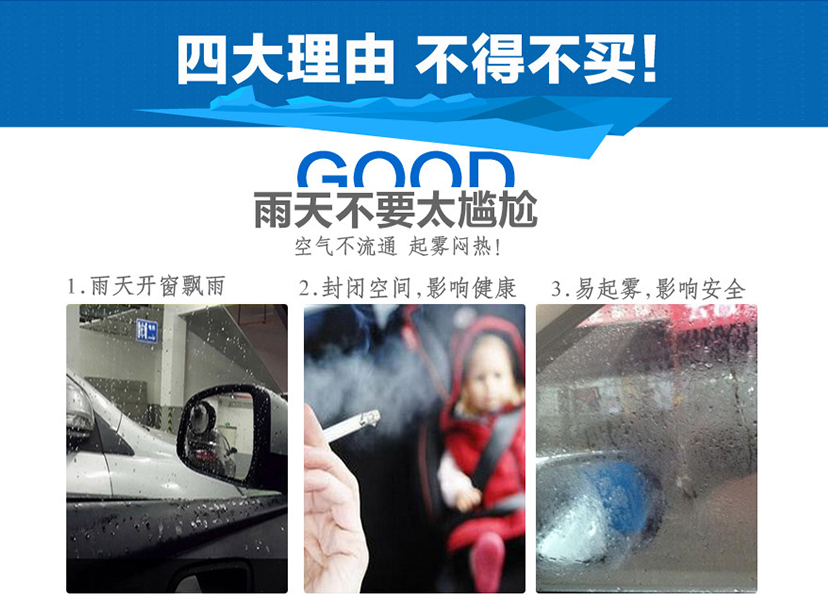 四大理由 不得不买!
GOOD
雨天不要太尴尬
空气不流通 起雾闷热!
1.雨天开窗飘雨
2.封闭空间,影响健康
3.易起雾,影响安全